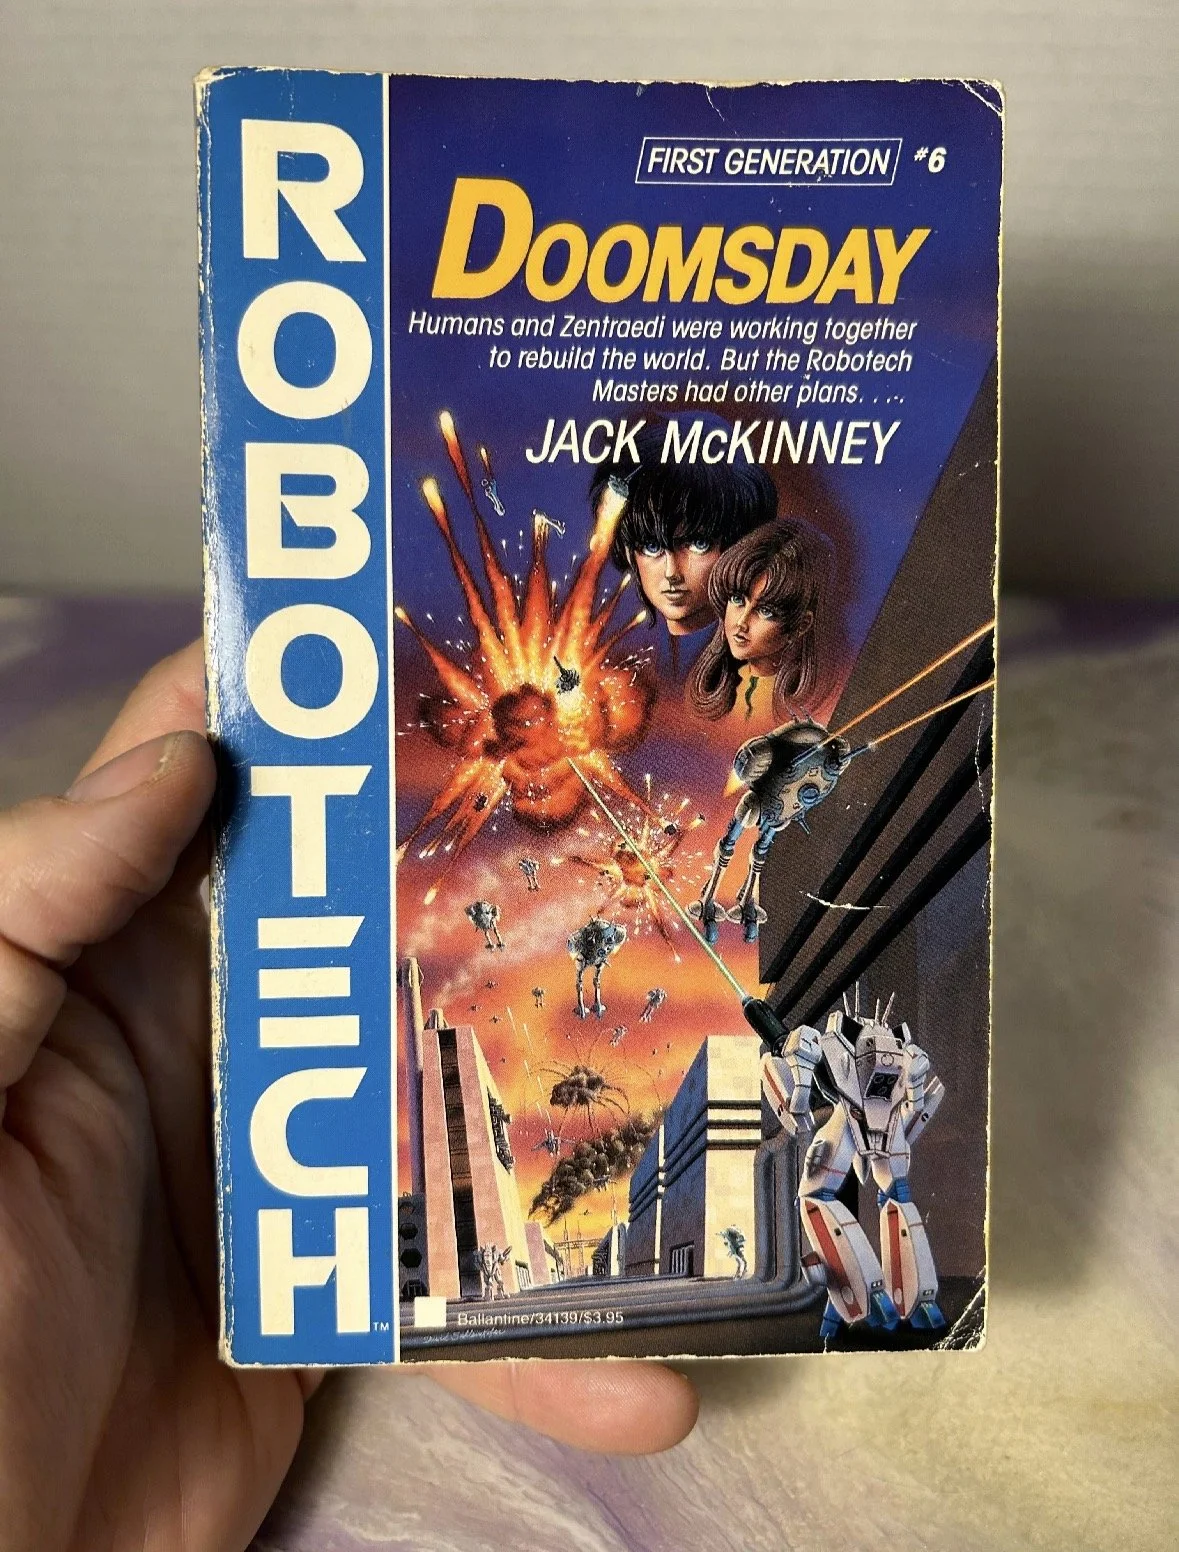 ROBOTECH
TM
FIRST GENERATION #6
DOOMSDAY
Humans and Zentraedi were working together
to rebuild the world. But the Robotech
Masters had other plans. . . .
JACK McKINNEY
Ballantine/34139/$3.95